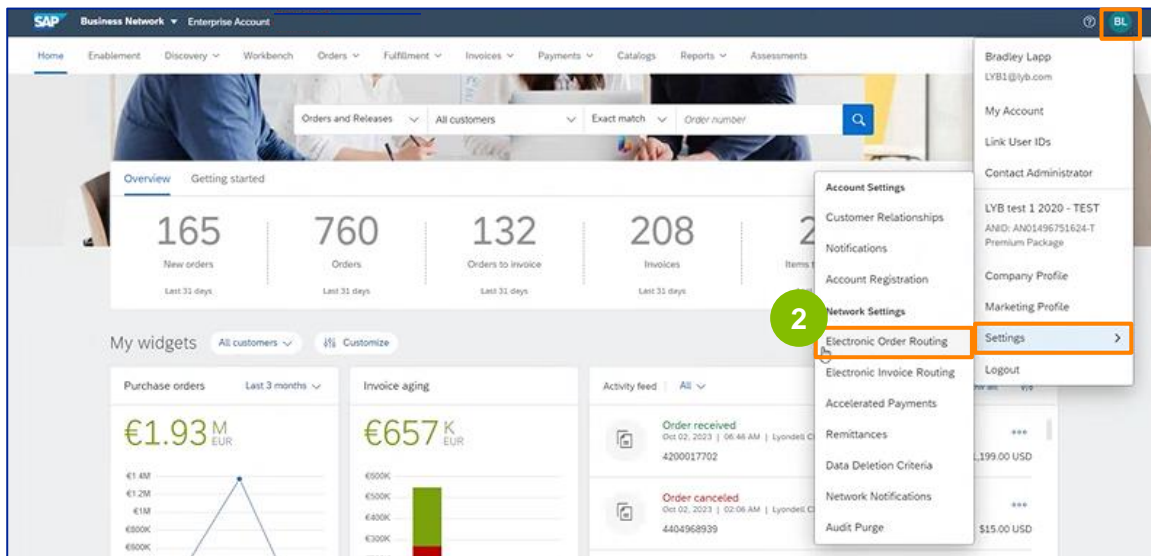 SAP Business Network Enterprise Account BL
Home Enablement Discovery Workbench Orders Fulfillment Invoices Payments Catalogs Reports Assessments
Orders and Releases All customers Exact match Order number
Overview Getting started
165
New orders
Last 31 days
760
Orders
Last 31 days
132
Orders to invoice
Last 31 days
208
Invoices
Last 31 days
2
Items
Bradley Lapp
LYB1@lyb.com
My Account
Link User IDs
Contact Administrator
LYB test 1 2020 - TEST
ANID: AN01496751624-T
Premium Package
Company Profile
Marketing Profile
Settings
Logout
Account Settings
Customer Relationships
Notifications
Account Registration
Network Settings
2
Electronic Order Routing
Electronic Invoice Routing
Accelerated Payments
Remittances
Data Deletion Criteria
Network Notifications
Audit Purge
My widgets All customers Customize
Purchase orders Last 3 months
€1.93 M
EUR
€1.4M
€1.2M
€1M
€800K
€600K
Invoice aging
€657 K
EUR
€600K
€500K
€400K
€300K
Activity feed All
Order received
Oct 02, 2023 | 06:46 AM | Lyondell
4200017702
,199.00 USD
Order canceled
Oct 02, 2023 | 02:06 AM | Lyondell
4404968939
$15.00 USD